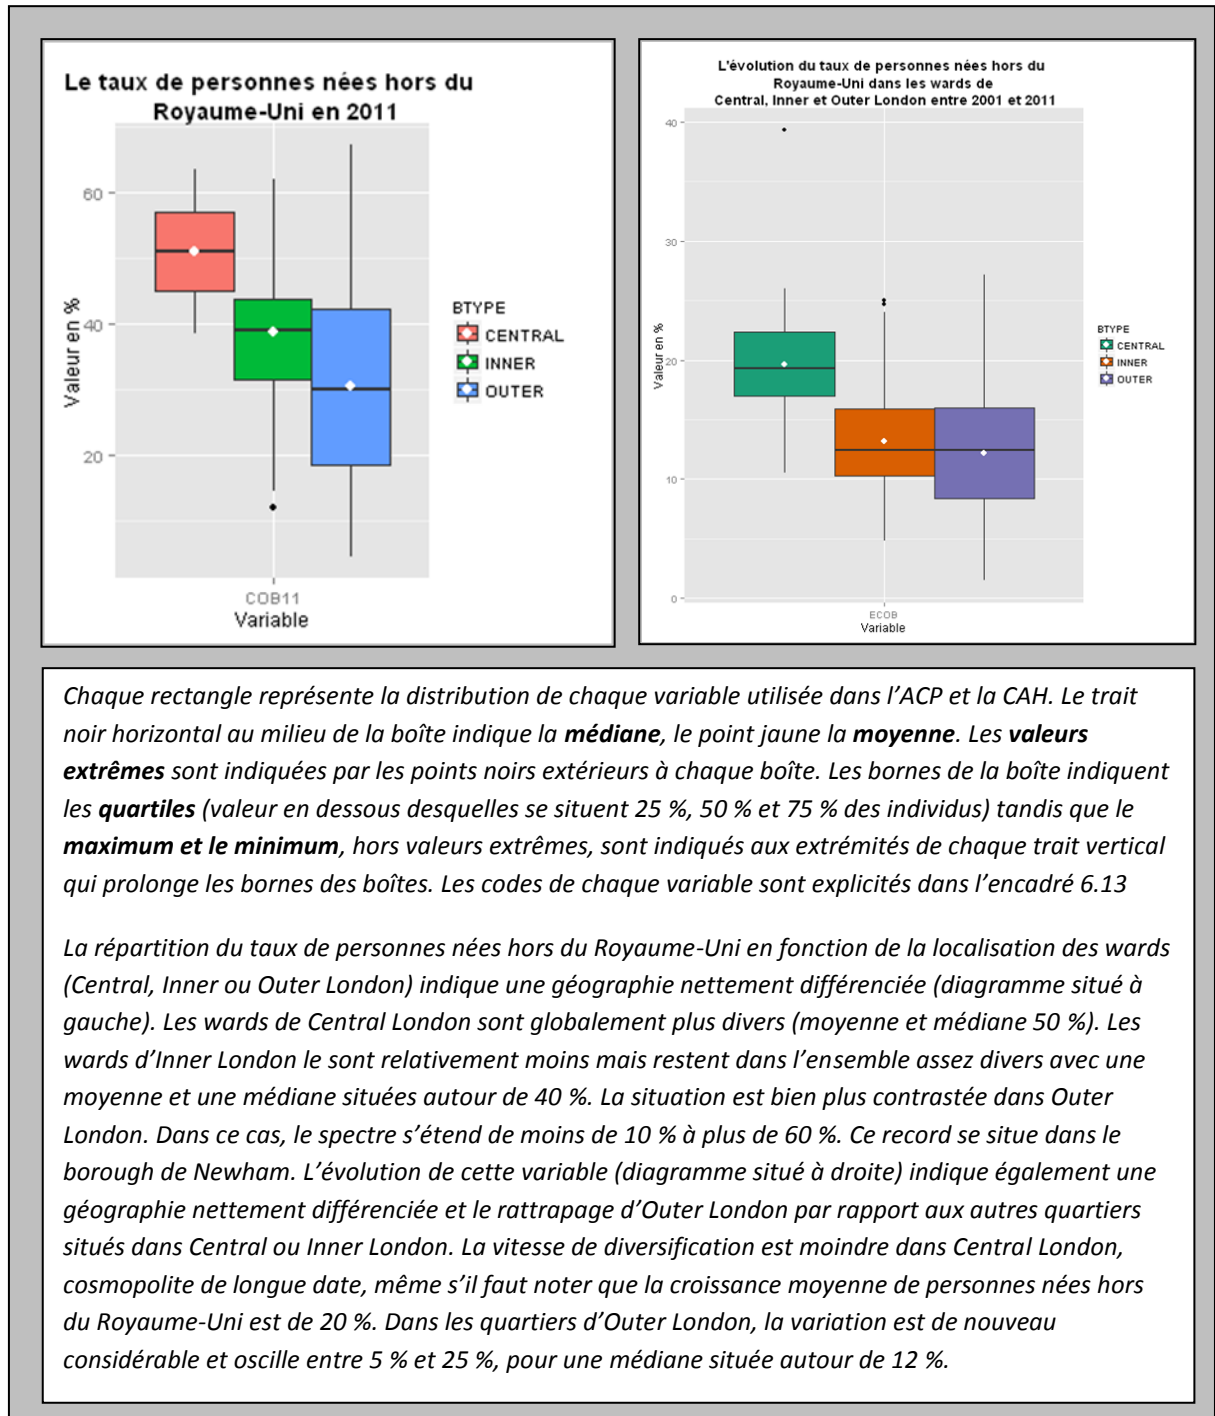 Le taux de personnes nées hors du
Royaume-Uni en 2011
Valeur en %
60
40
20
COB11
Variable
BTYPE
CENTRAL
INNER
OUTER
L'évolution du taux de personnes nées hors du
Royaume-Uni dans les wards de
Central, Inner et Outer London entre 2001 et 2011
Valeur en %
40
30
20
10
0
ECOB
Variable
BTYPE
CENTRAL
INNER
OUTER
Chaque rectangle représente la distribution de chaque variable utilisée dans l'ACP et la CAH. Le trait
noir horizontal au milieu de la boîte indique la médiane, le point jaune la moyenne. Les valeurs
extrêmes sont indiquées par les points noirs extérieurs à chaque boîte. Les bornes de la boîte indiquent
les quartiles (valeur en dessous desquelles se situent 25 %, 50 % et 75 % des individus) tandis que le
maximum et le minimum, hors valeurs extrêmes, sont indiqués aux extrémités de chaque trait vertical
qui prolonge les bornes des boîtes. Les codes de chaque variable sont explicités dans l'encadré 6.13
La répartition du taux de personnes nées hors du Royaume-Uni en fonction de la localisation des wards
(Central, Inner ou Outer London) indique une géographie nettement différenciée (diagramme situé à
gauche). Les wards de Central London sont globalement plus divers (moyenne et médiane 50 %). Les
wards d'Inner London le sont relativement moins mais restent dans l'ensemble assez divers avec une
moyenne et une médiane situées autour de 40 %. La situation est bien plus contrastée dans Outer
London. Dans ce cas, le spectre s'étend de moins de 10 % à plus de 60 %. Ce record se situe dans le
borough de Newham. L'évolution de cette variable (diagramme situé à droite) indique également une
géographie nettement différenciée et le rattrapage d'Outer London par rapport aux autres quartiers
situés dans Central ou Inner London. La vitesse de diversification est moindre dans Central London,
cosmopolite de longue date, même s'il faut noter que la croissance moyenne de personnes nées hors
du Royaume-Uni est de 20 %. Dans les quartiers d'Outer London, la variation est de nouveau
considérable et oscille entre 5 % et 25 %, pour une médiane située autour de 12 %.